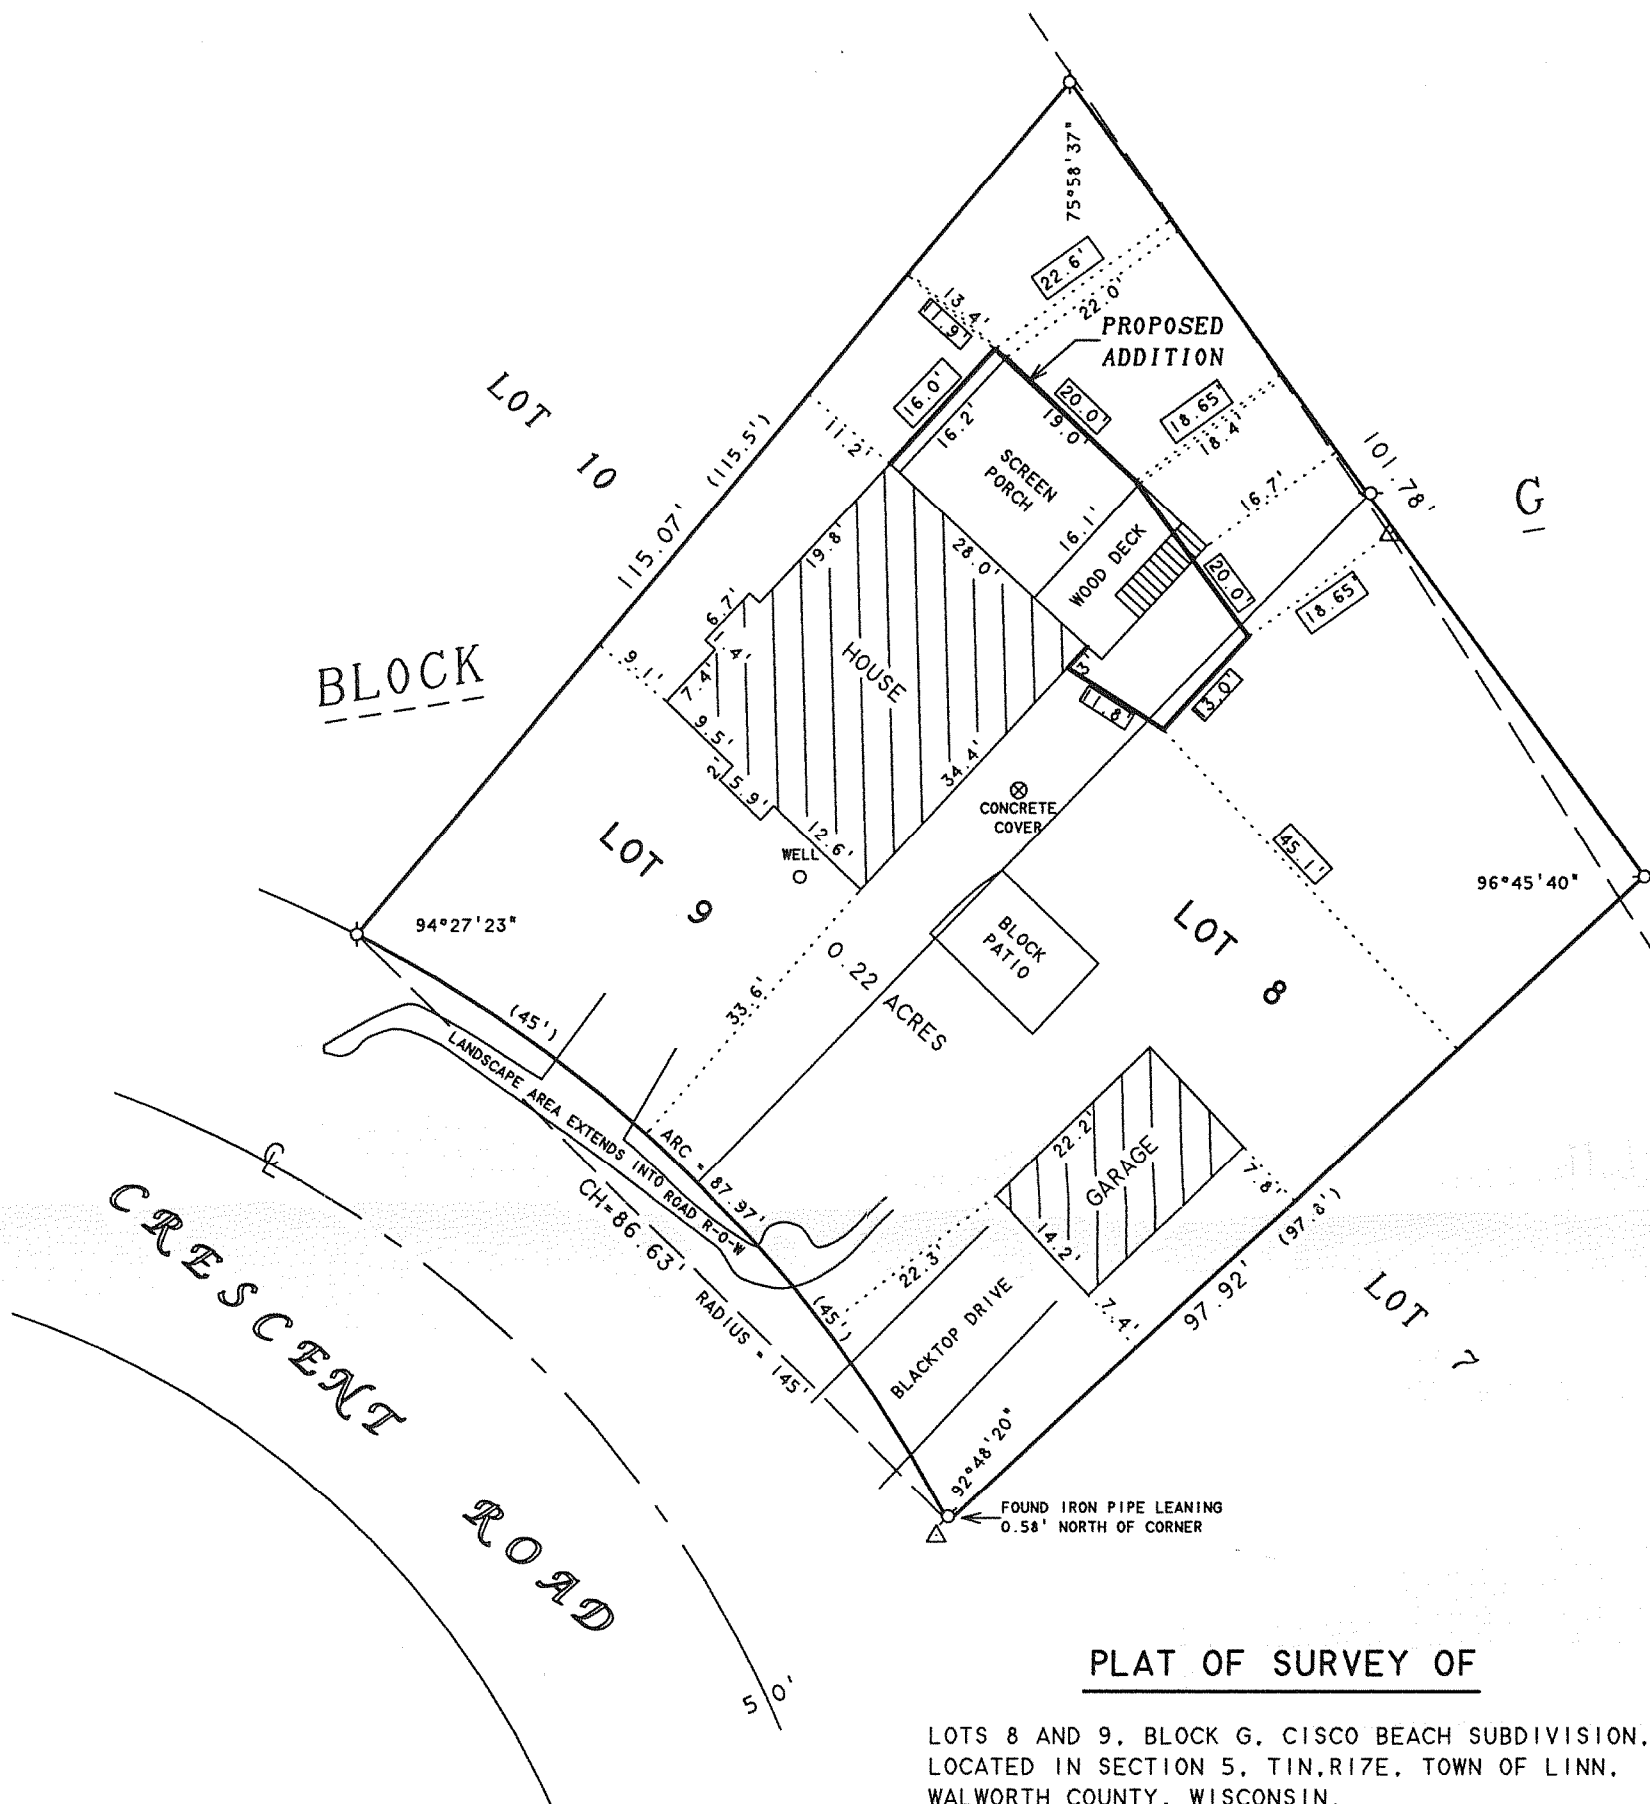 75°58'37"
22.6'
22.0'
13.4'
11.9'
PROPOSED
ADDITION
16.0'
16.2'
20.0'
19.0'
18.65'
18.4'
LOT 10
11.2'
115.07' (115.5')
SCREEN
PORCH
101.78'
G
16.7'
16.1'
WOOD DECK
19.8'
28.0'
20.0'
18.65'
6.7'
BLOCK
9.1'
7.4'
HOUSE
3'
11.8'
13.0'
9.5'
2'
5.9'
34.4'
CONCRETE
COVER
12.6'
WELL
45.1'
LOT 9
96°45'40"
94°27'23"
BLOCK
PATIO
LOT 8
0.22 ACRES
33.6'
(45')
LANDSCAPE AREA EXTENDS INTO ROAD R-O-W
ARC = 87.97'
CH=86.63'
RADIUS = 145'
22.2'
GARAGE
7.8'
14.2'
(97.8')
97.92'
22.3'
(45')
7.4'
BLACKTOP DRIVE
LOT 7
CRESCENT ROAD
92°48'20"
FOUND IRON PIPE LEANING
0.58' NORTH OF CORNER
50'
PLAT OF SURVEY OF
LOTS 8 AND 9, BLOCK G, CISCO BEACH SUBDIVISION,
LOCATED IN SECTION 5, T1N,R17E, TOWN OF LINN,
WALWORTH COUNTY, WISCONSIN.